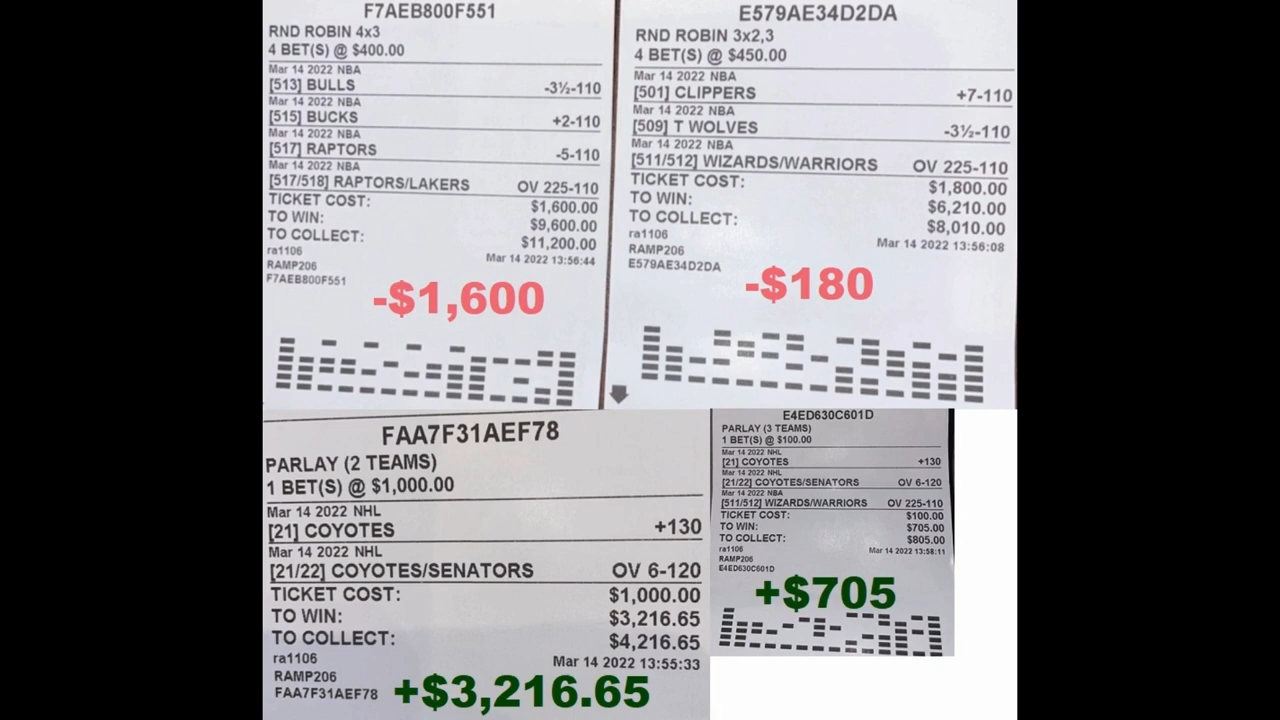 F7AEB800F551
RND ROBIN 4x3
4 BET(S) @ $400.00
Mar 14 2022 NBA
[513] BULLS -3½-110
Mar 14 2022 NBA
[515] BUCKS +2-110
Mar 14 2022 NBA
[517] RAPTORS -5-110
Mar 14 2022 NBA
[517/518] RAPTORS/LAKERS OV 225-110
TICKET COST: $1,600.00
TO WIN: $9,600.00
TO COLLECT: $11,200.00
ra1106 Mar 14 2022 13:56:44
RAMP206
F7AEB800F551
-$1,600
E579AE34D2DA
RND ROBIN 3x2,3
4 BET(S) @ $450.00
Mar 14 2022 NBA
[501] CLIPPERS +7-110
Mar 14 2022 NBA
[509] T WOLVES -3½-110
Mar 14 2022 NBA
[511/512] WIZARDS/WARRIORS OV 225-110
TICKET COST: $1,800.00
TO WIN: $6,210.00
TO COLLECT: $8,010.00
ra1106 Mar 14 2022 13:56:08
RAMP206
E579AE34D2DA
-$180
FAA7F31AEF78
PARLAY (2 TEAMS)
1 BET(S) @ $1,000.00
Mar 14 2022 NHL
[21] COYOTES +130
Mar 14 2022 NHL
[21/22] COYOTES/SENATORS OV 6-120
TICKET COST: $1,000.00
TO WIN: $3,216.65
TO COLLECT: $4,216.65
ra1106 Mar 14 2022 13:55:33
RAMP206
FAA7F31AEF78
+$3,216.65
E4ED630C601D
PARLAY (3 TEAMS)
1 BET(S) @ $100.00
Mar 14 2022 NHL
[21] COYOTES +130
Mar 14 2022 NHL
[21/22] COYOTES/SENATORS OV 6-120
Mar 14 2022 NBA
[511/512] WIZARDS/WARRIORS OV 225-110
TICKET COST: $100.00
TO WIN: $705.00
TO COLLECT: $805.00
ra1106 Mar 14 2022 13:58:11
RAMP206
E4ED630C601D
+$705